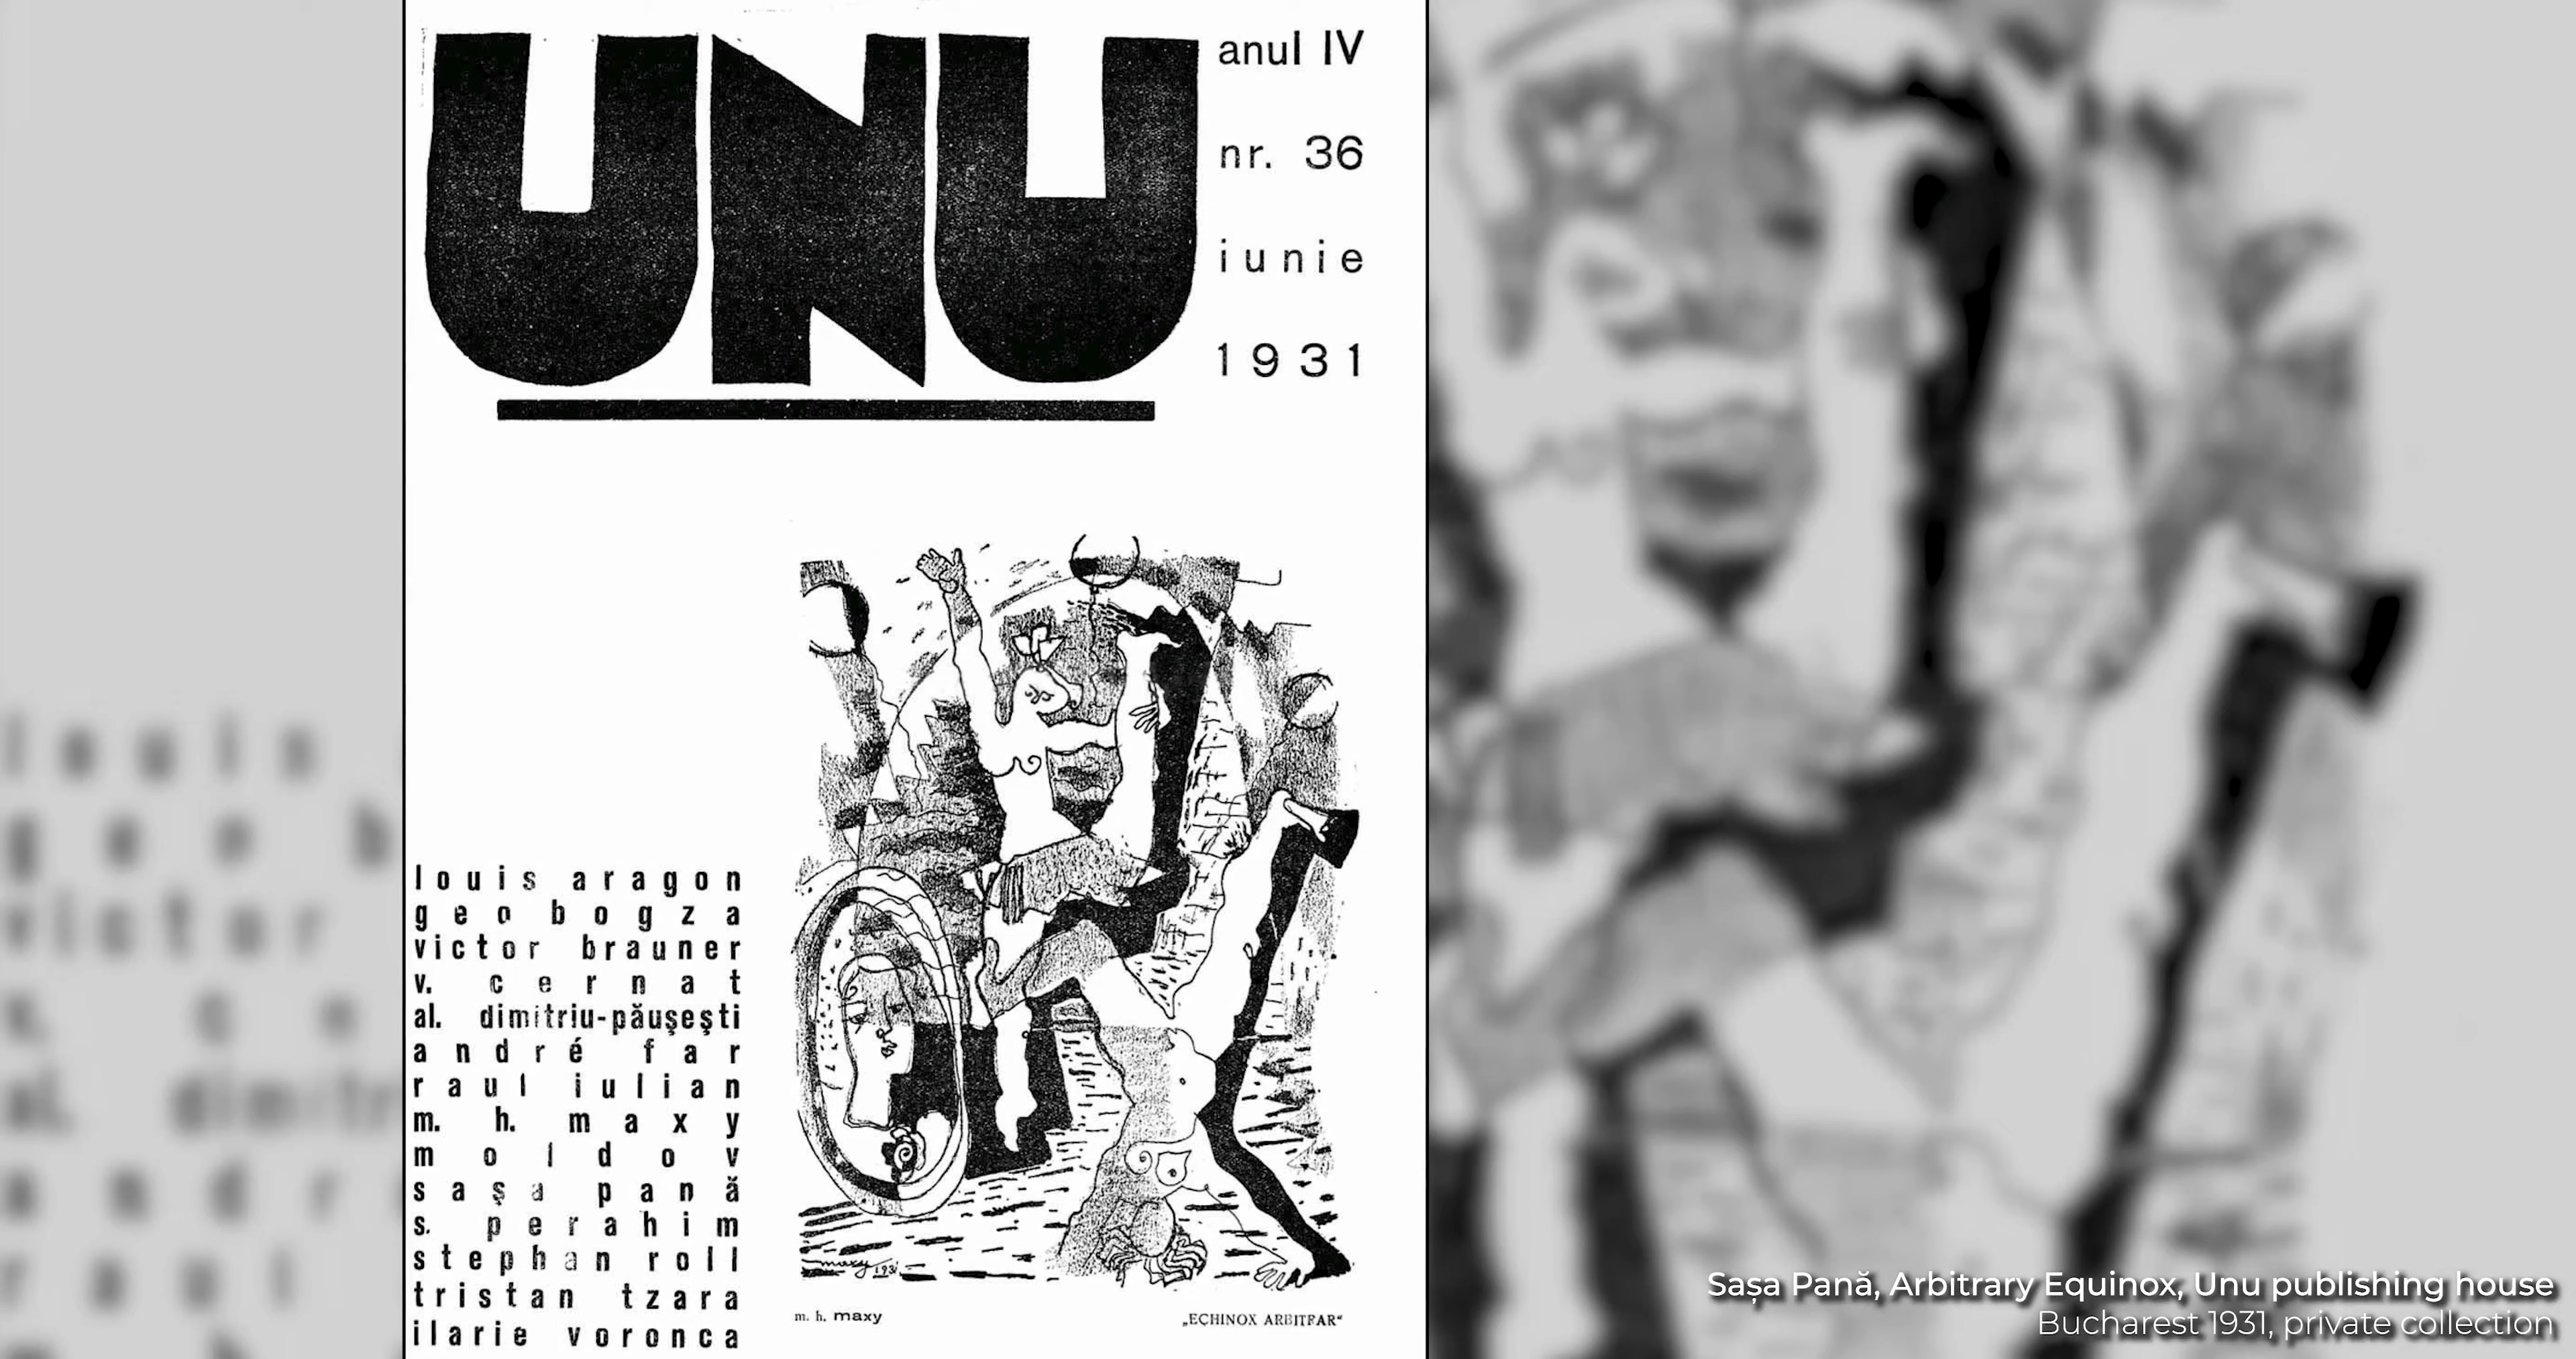 UNU
anul IV
nr. 36
iunie
1931
louis aragon
geo bogza
victor brauner
v. cernat
al. dimitriu-păuşeşti
andré far
raul iulian
m. h. maxy
moldov
saşa pană
s. perahim
stephan roll
tristan tzara
ilarie voronca
maxy 1931
m. h. maxy
„ECHINOX ARBITRAR“
Sașa Pană, Arbitrary Equinox, Unu publishing house
Bucharest 1931, private collection